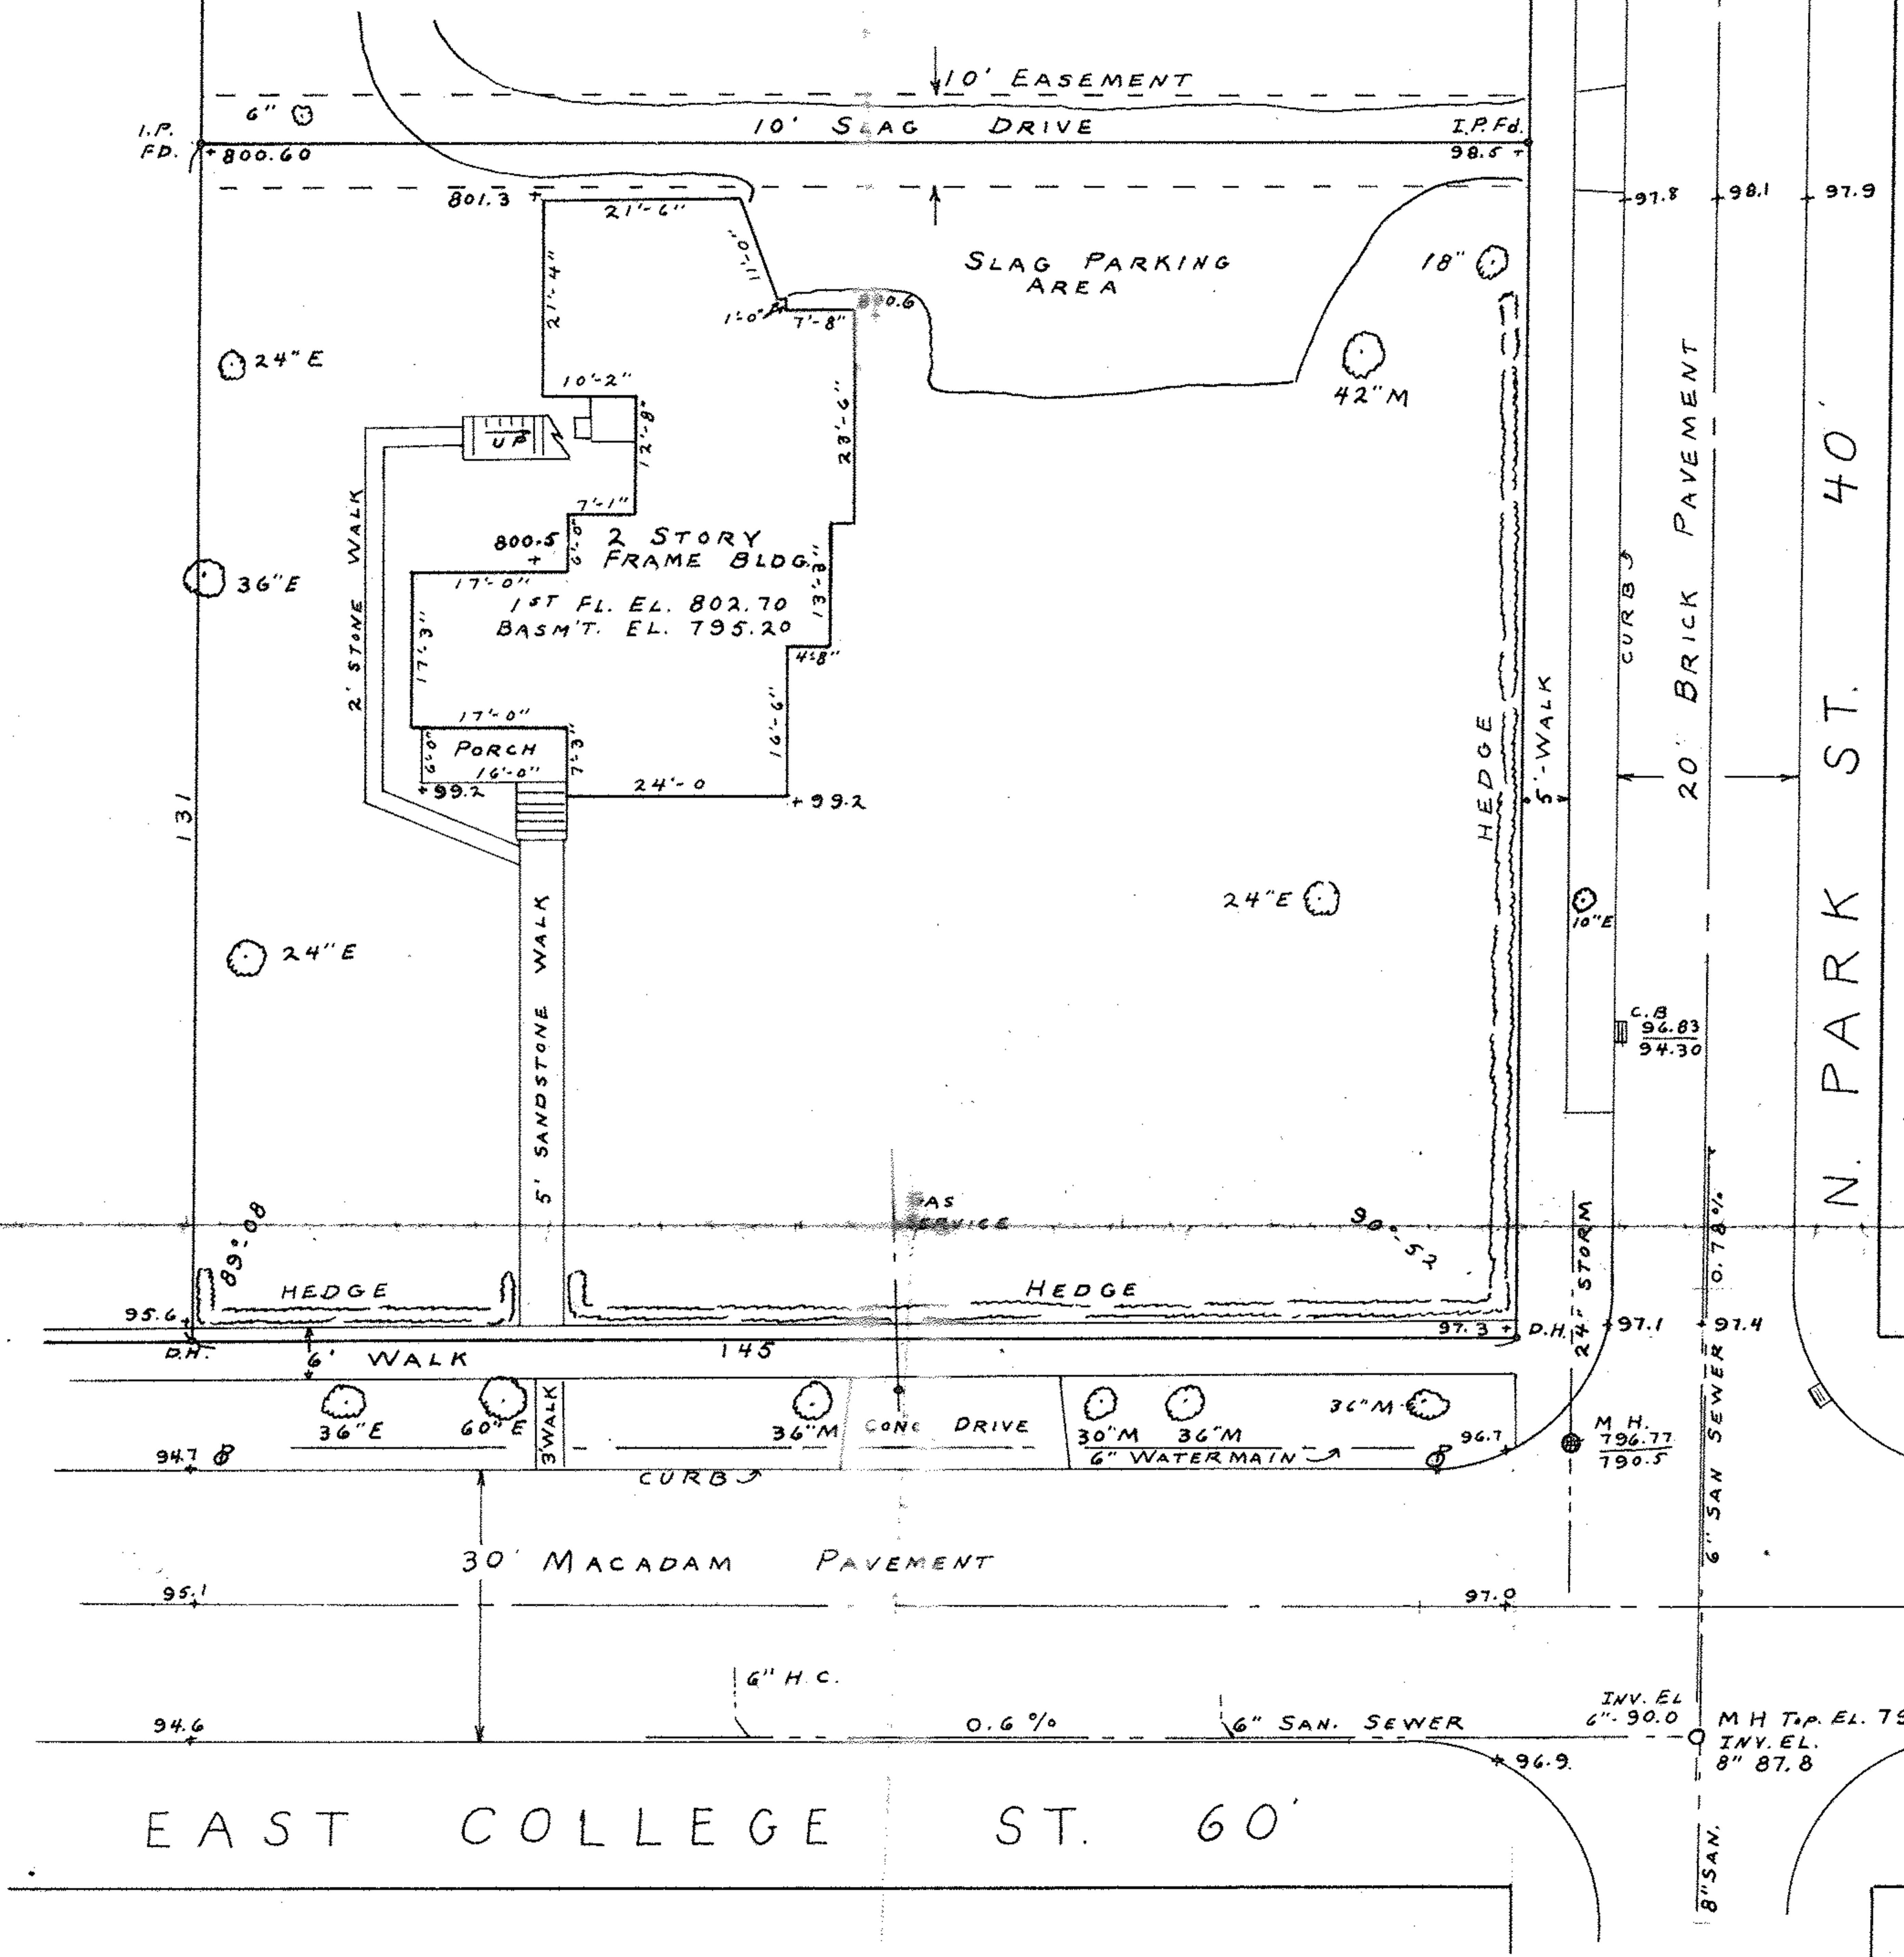 10' EASEMENT
6"
10' SLAG DRIVE
I.P.
FD.
800.60
I.P. Fd.
98.5
801.3
21'-6"
97.8
98.1
97.9
21'-4"
11'-0"
SLAG PARKING
AREA
18"
1'-0"
7'-8"
24" E
10'-2"
42" M
UP
12'-8"
23'-6"
2' STONE WALK
7'-1"
800.5
6'-0"
2 STORY
FRAME BLDG.
36" E
17'-0"
1ST FL. EL. 802.70
BASM'T. EL. 795.20
13'-3"
17'-3"
4'-8"
16'-6"
17'-0"
PORCH
6'-0"
16'-0"
7'-3"
99.2
24'-0
99.2
131
HEDGE
5'-WALK
CURB
20' BRICK PAVEMENT
N. PARK ST. 40'
24" E
10" E
24" E
5' SANDSTONE WALK
C.B
96.83
94.30
89°-08
90°-52
HEDGE
HEDGE
24" STORM
6" SAN SEWER 0.78%
95.6
D.H.
6' WALK
145
97.3
D.H.
97.1
97.4
36" E
60" E
3' WALK
36" M
CONC DRIVE
30" M
36" M
36" M
96.7
M H.
796.77
790.5
94.7
CURB
6" WATER MAIN
30' MACADAM PAVEMENT
95.1
97.0
6" H.C.
94.6
0.6 %
6" SAN. SEWER
INV. EL
6"- 90.0
M H TOP. EL.
INV. EL.
8" 87.8
96.9
EAST COLLEGE ST. 60'
8" SAN.